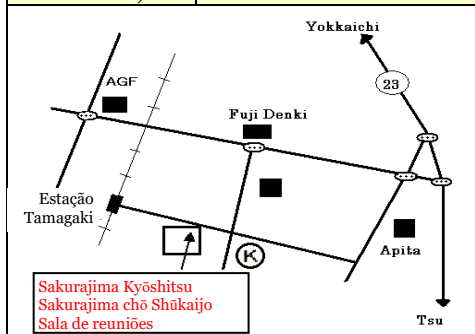 Yokkaichi
23
AGF
Fuji Denki
Estação
Tamagaki
K
Apita
Sakurajima Kyōshitsu
Sakurajima chō Shūkaijo
Sala de reuniões
Tsu